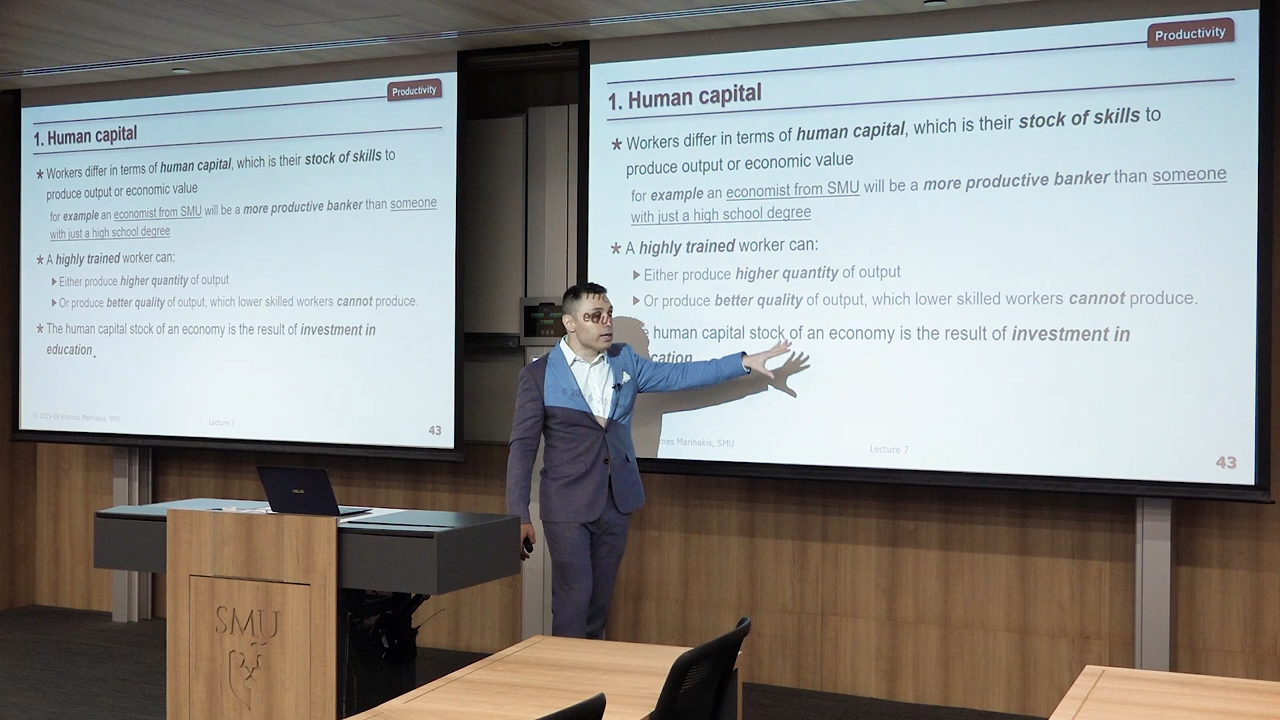 Productivity
1. Human capital
* Workers differ in terms of human capital, which is their stock of skills to
produce output or economic value
for example an economist from SMU will be a more productive banker than someone
with just a high school degree
* A highly trained worker can:
Either produce higher quantity of output
Or produce better quality of output, which lower skilled workers cannot produce.
* The human capital stock of an economy is the result of investment in
education.
© 2019-20 Kosmas Marinakis, SMU
Lecture 7
43
Productivity
1. Human capital
* Workers differ in terms of human capital, which is their stock of skills to
produce output or economic value
for example an economist from SMU will be a more productive banker than someone
with just a high school degree
* A highly trained worker can:
Either produce higher quantity of output
Or produce better quality of output, which lower skilled workers cannot produce.
human capital stock of an economy is the result of investment in
cation
mas Marinakis, SMU
Lecture 7
43
ASUS
SMU